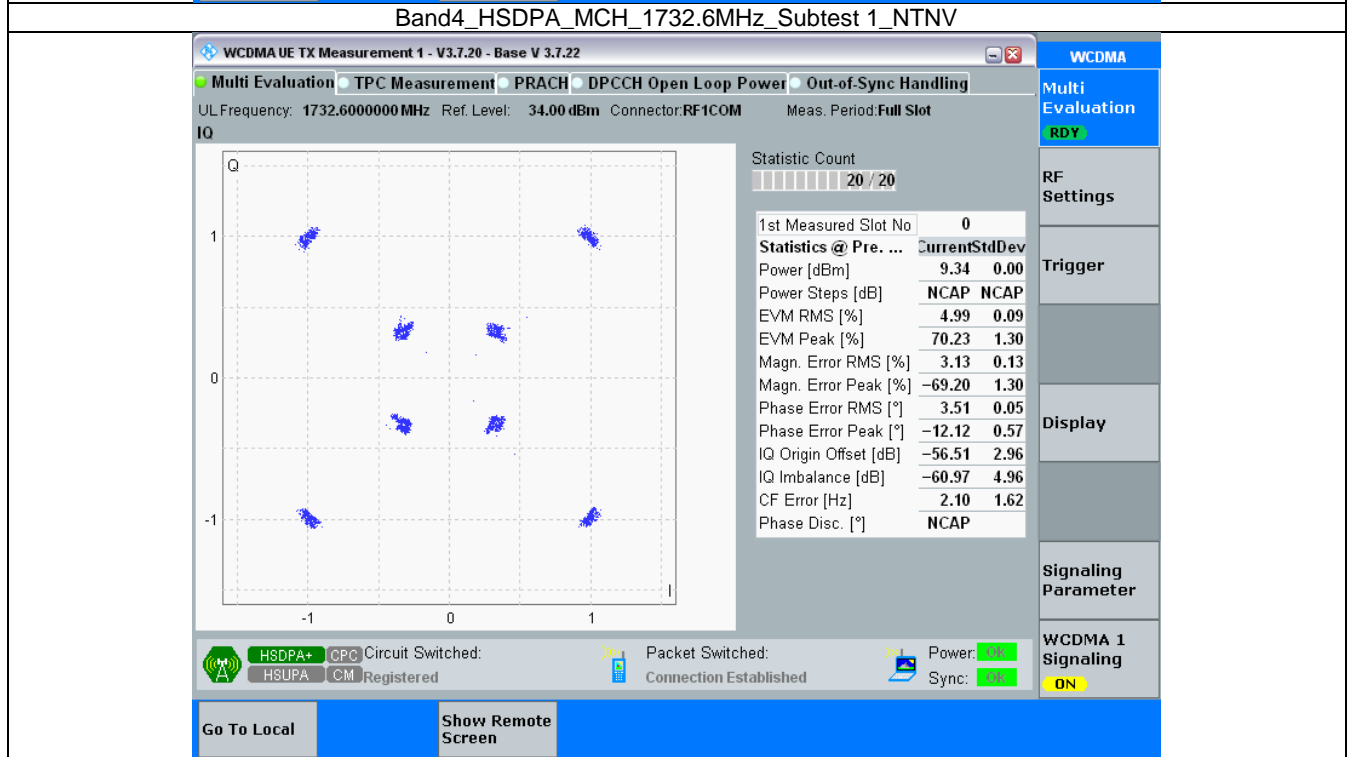 Band4_HSDPA_MCH_1732.6MHz_Subtest 1_NTNV
WCDMA UE TX Measurement 1 - V3.7.20 - Base V 3.7.22
WCDMA
Multi Evaluation TPC Measurement PRACH DPCCH Open Loop Power Out-of-Sync Handling
Multi
Evaluation
RDY
UL Frequency: 1732.6000000 MHz Ref. Level: 34.00 dBm Connector:RF1COM Meas. Period:Full Slot
IQ
Q
1
0
-1
-1 0 1
I
Statistic Count
20 / 20
1st Measured Slot No 0
Statistics @ Pre. ... CurrentStdDev
Power [dBm] 9.34 0.00
Power Steps [dB] NCAP NCAP
EVM RMS [%] 4.99 0.09
EVM Peak [%] 70.23 1.30
Magn. Error RMS [%] 3.13 0.13
Magn. Error Peak [%] −69.20 1.30
Phase Error RMS [°] 3.51 0.05
Phase Error Peak [°] −12.12 0.57
IQ Origin Offset [dB] −56.51 2.96
IQ Imbalance [dB] −60.97 4.96
CF Error [Hz] 2.10 1.62
Phase Disc. [°] NCAP
RF
Settings
Trigger
Display
Signaling
Parameter
WCDMA 1
Signaling
ON
HSDPA+ CPC Circuit Switched: Packet Switched: Power: OK
HSUPA CM Registered Connection Established Sync: OK
Go To Local
Show Remote
Screen